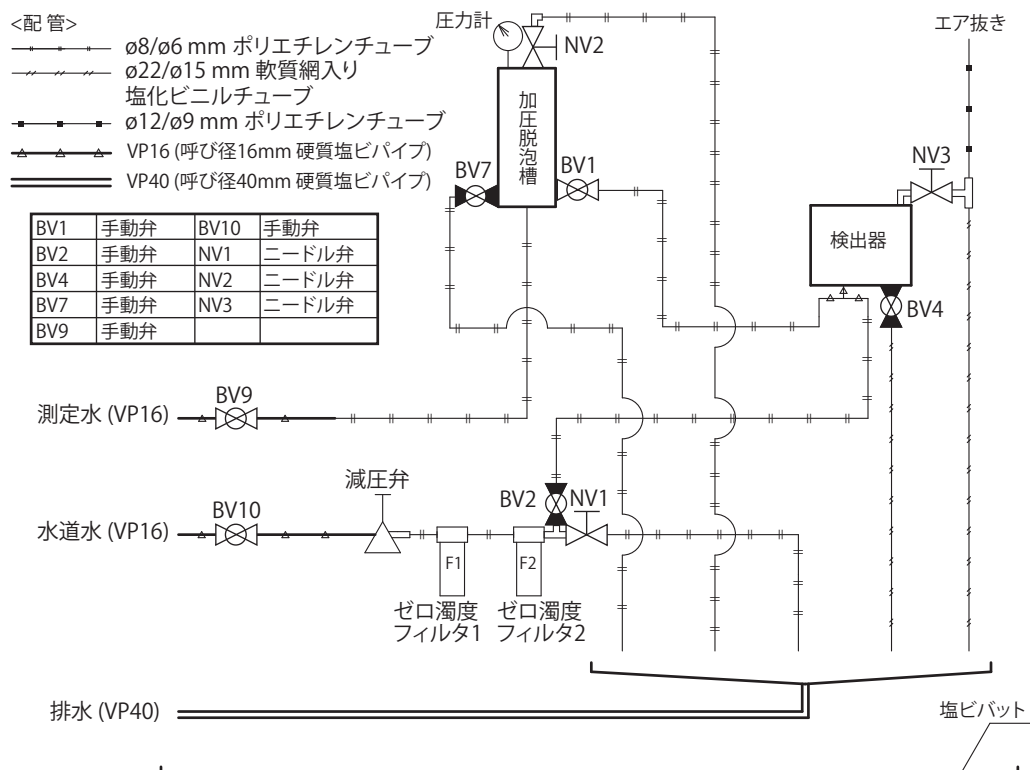 <配 管>
ø8/ø6 mm ポリエチレンチューブ
ø22/ø15 mm 軟質網入り
塩化ビニルチューブ
ø12/ø9 mm ポリエチレンチューブ
VP16 (呼び径16mm 硬質塩ビパイプ)
VP40 (呼び径40mm 硬質塩ビパイプ)
BV1 手動弁 BV10 手動弁
BV2 手動弁 NV1 ニードル弁
BV4 手動弁 NV2 ニードル弁
BV7 手動弁 NV3 ニードル弁
BV9 手動弁
圧力計
NV2
加圧脱泡槽
BV7
BV1
エア抜き
NV3
検出器
BV4
測定水 (VP16)
BV9
減圧弁
水道水 (VP16)
BV10
BV2
NV1
F1
F2
ゼロ濁度
フィルタ1
ゼロ濁度
フィルタ2
排水 (VP40)
塩ビバット